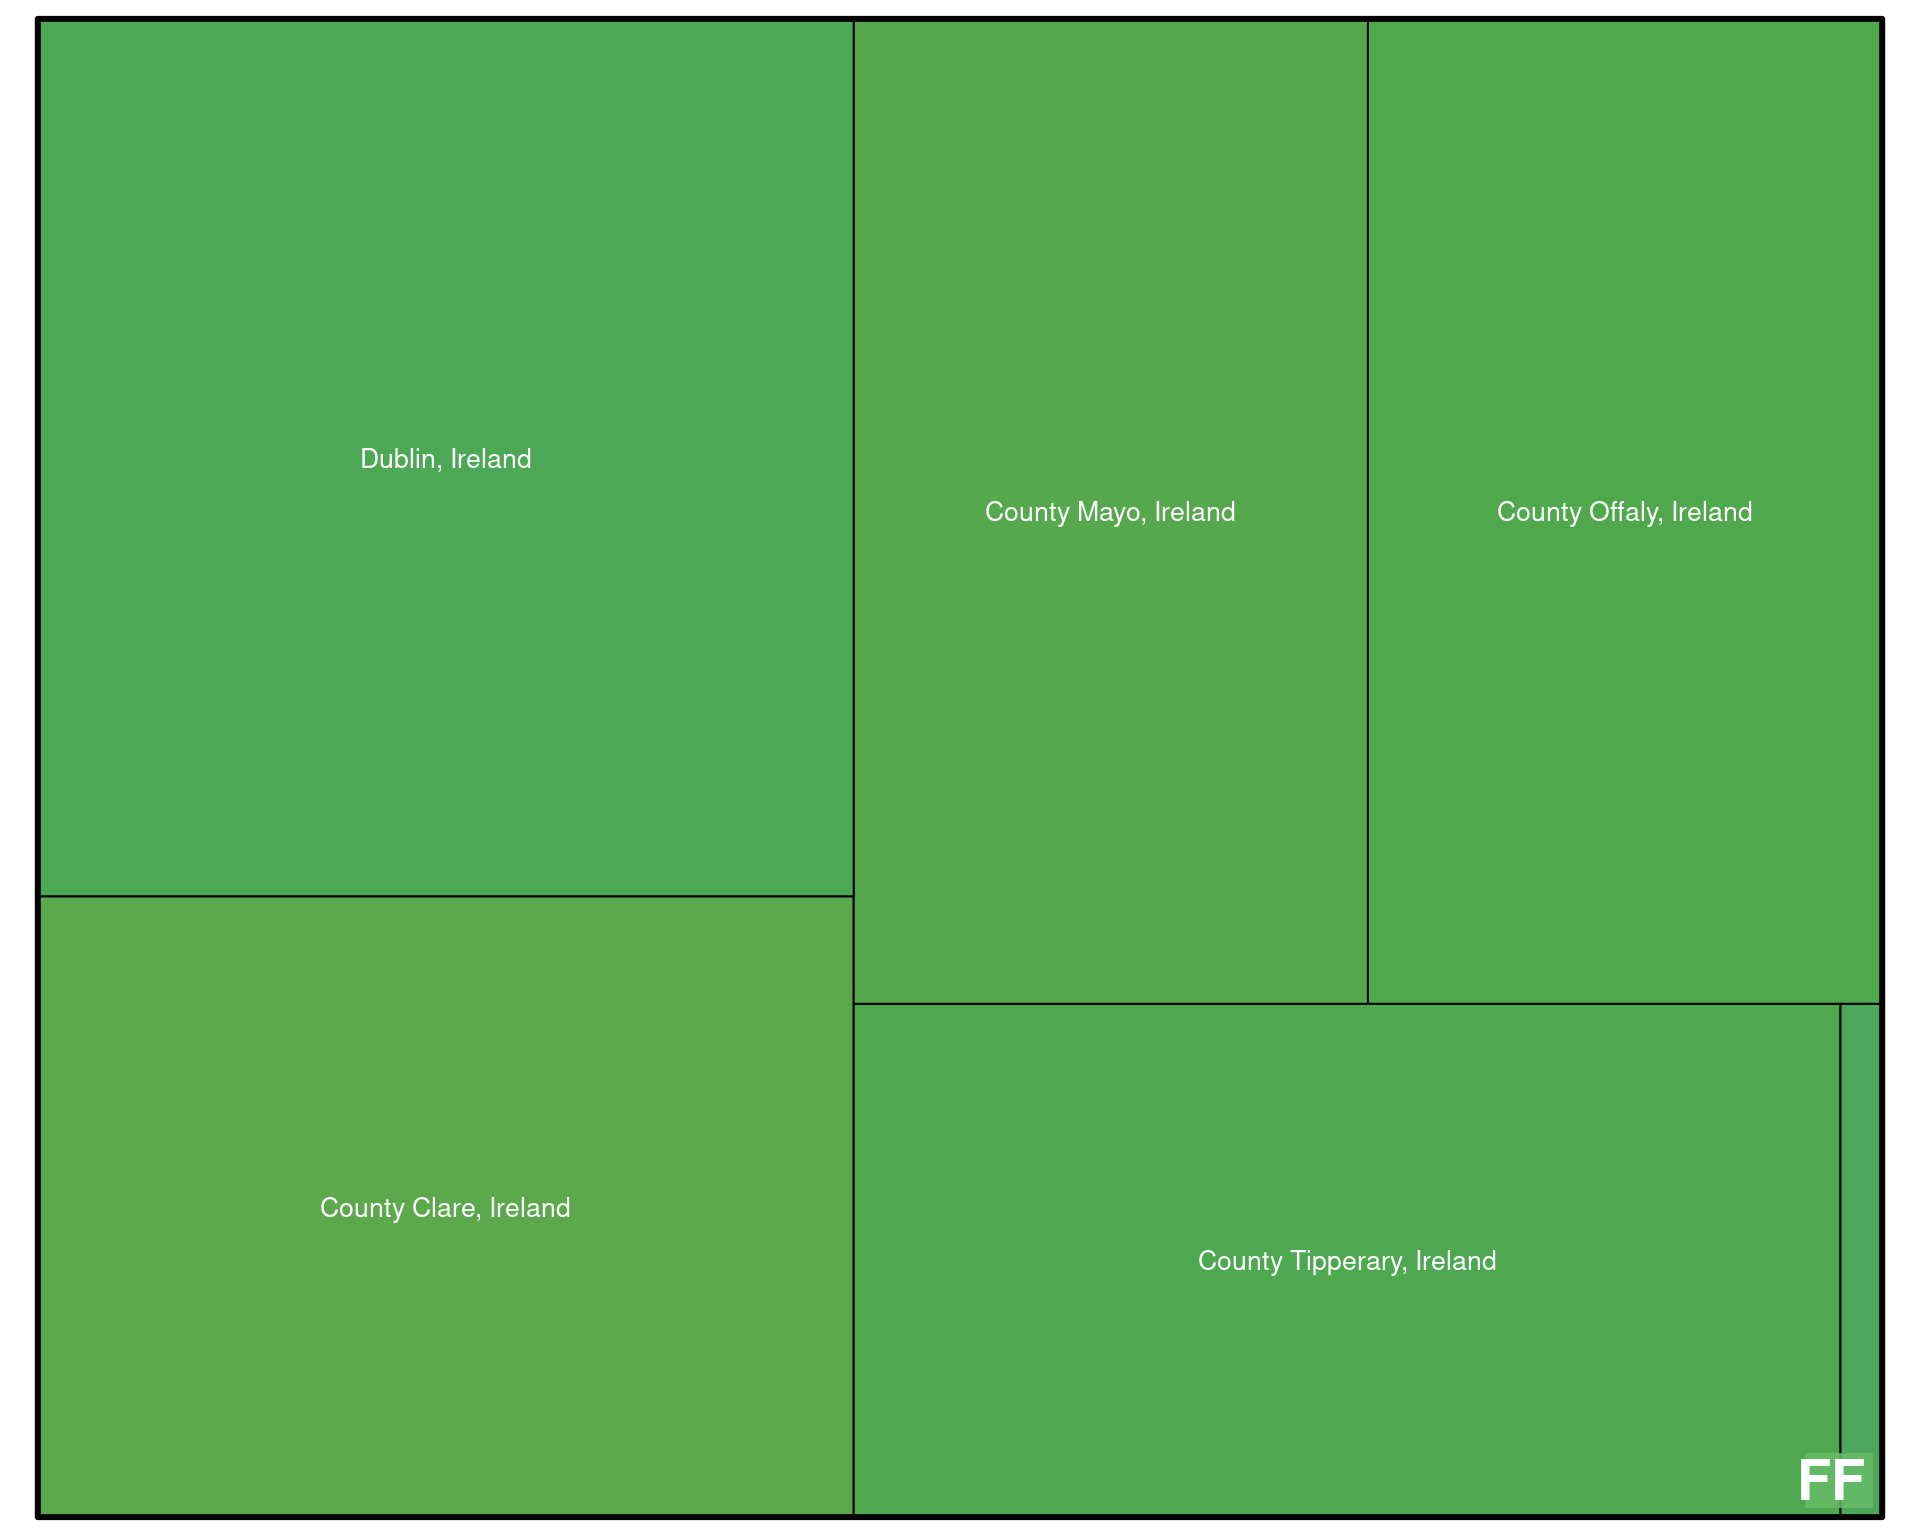 Dublin, Ireland
County Mayo, Ireland
County Offaly, Ireland
County Clare, Ireland
County Tipperary, Ireland
FF